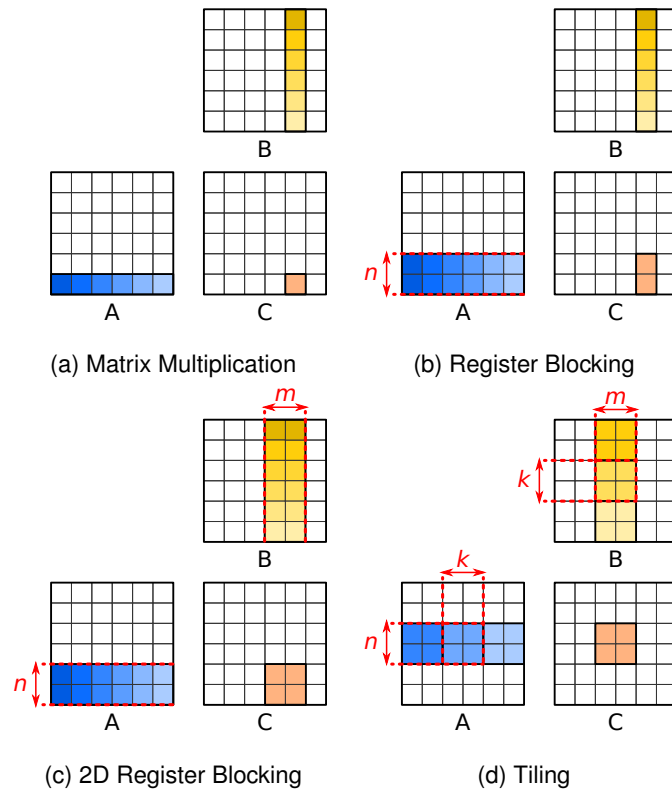 B
B
n
A
C
A
C
(a) Matrix Multiplication
(b) Register Blocking
m
m
k
B
B
k
n
n
A
C
A
C
(c) 2D Register Blocking
(d) Tiling